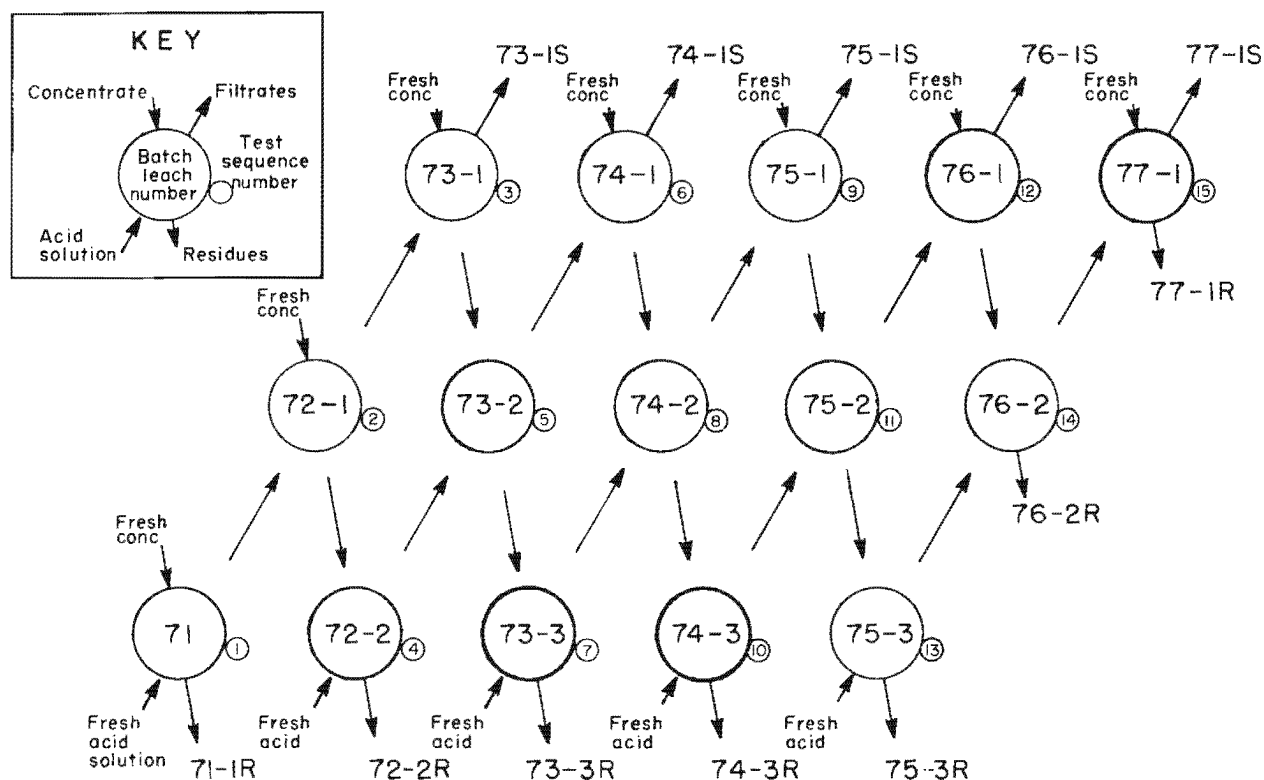 KEY
Concentrate
Filtrates
Batch
leach
number
Test
sequence
number
Acid
solution
Residues
73-1S
74-1S
75-1S
76-1S
77-1S
Fresh
conc
Fresh
conc
Fresh
conc
Fresh
conc
Fresh
conc
73-1
3
74-1
6
75-1
9
76-1
12
77-1
15
77-1R
Fresh
conc
72-1
2
73-2
5
74-2
8
75-2
11
76-2
14
76-2R
Fresh
conc
71
1
72-2
4
73-3
7
74-3
10
75-3
13
Fresh
acid
solution
Fresh
acid
Fresh
acid
Fresh
acid
Fresh
acid
71-1R
72-2R
73-3R
74-3R
75-3R